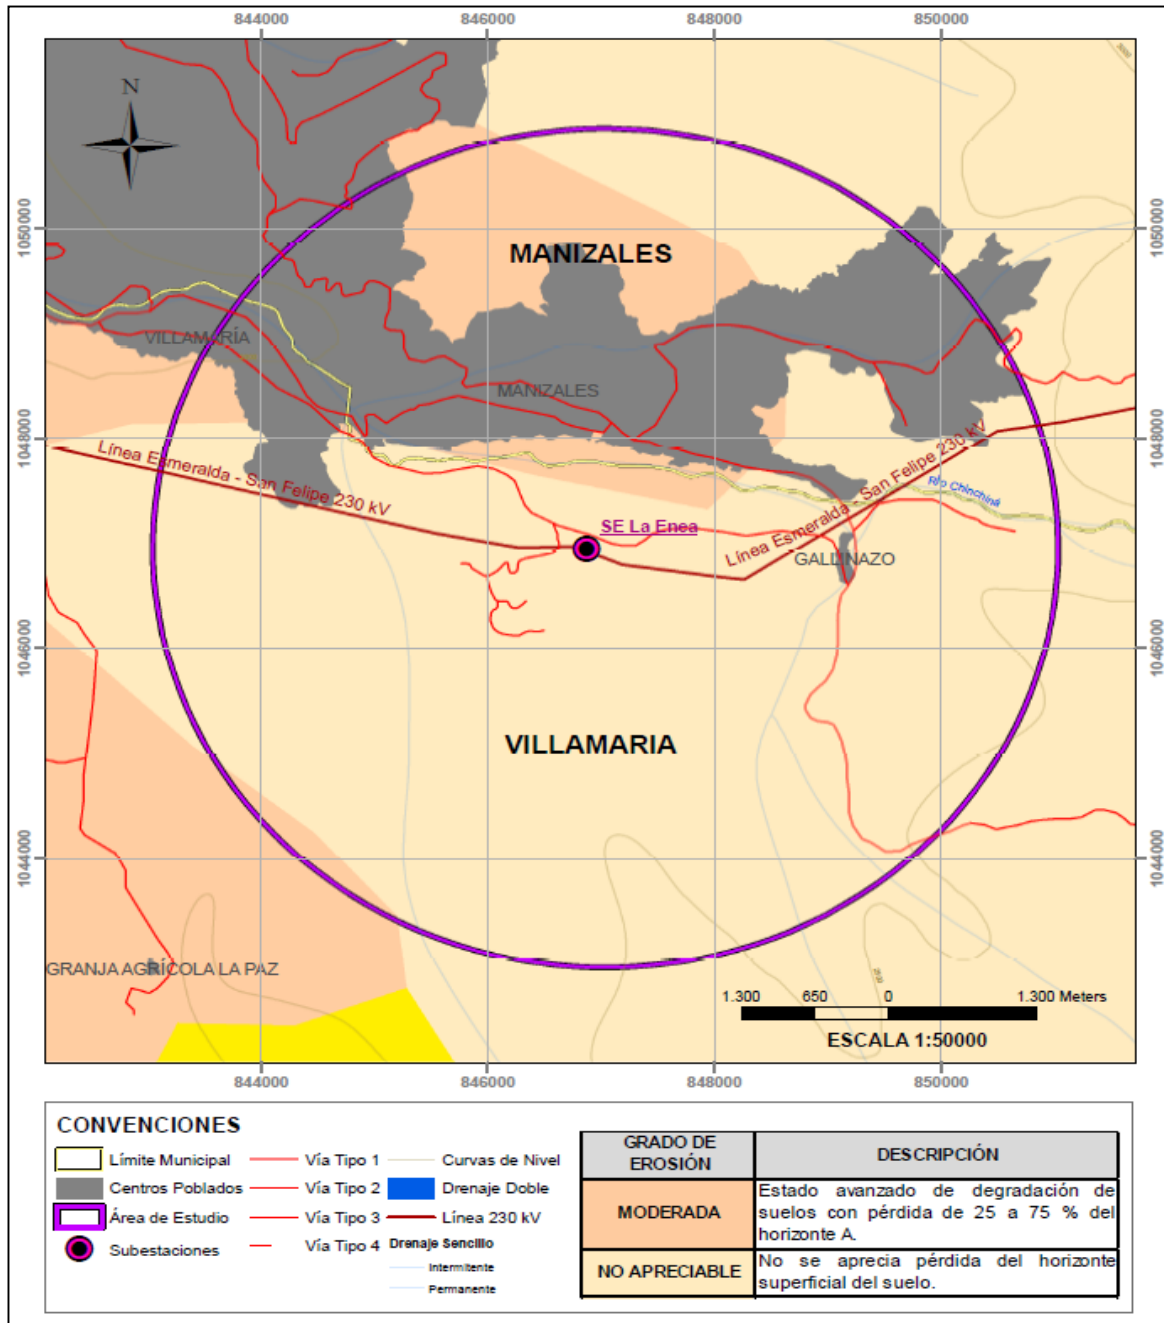 844000 846000 848000 850000
3000
N
1050000 1050000
MANIZALES
VILLAMARÍA
MANIZALES
1048000 1048000
Línea Esmeralda - San Felipe 230 kV
Línea Esmeralda - San Felipe 230 kV
Río Chinchiná
SE La Enea
GALLINAZO
1046000 1046000
VILLAMARIA
1044000 1044000
GRANJA AGRÍCOLA LA PAZ
1.300 650 0 1.300 Meters
ESCALA 1:50000
844000 846000 848000 850000
CONVENCIONES
Límite Municipal
Centros Poblados
Área de Estudio
Subestaciones
Vía Tipo 1
Vía Tipo 2
Vía Tipo 3
Vía Tipo 4
Curvas de Nivel
Drenaje Doble
Línea 230 kV
Drenaje Sencillo
Intermitente
Permanente
GRADO DE
EROSIÓN
DESCRIPCIÓN
MODERADA
Estado avanzado de degradación de
suelos con pérdida de 25 a 75 % del
horizonte A.
NO APRECIABLE
No se aprecia pérdida del horizonte
superficial del suelo.